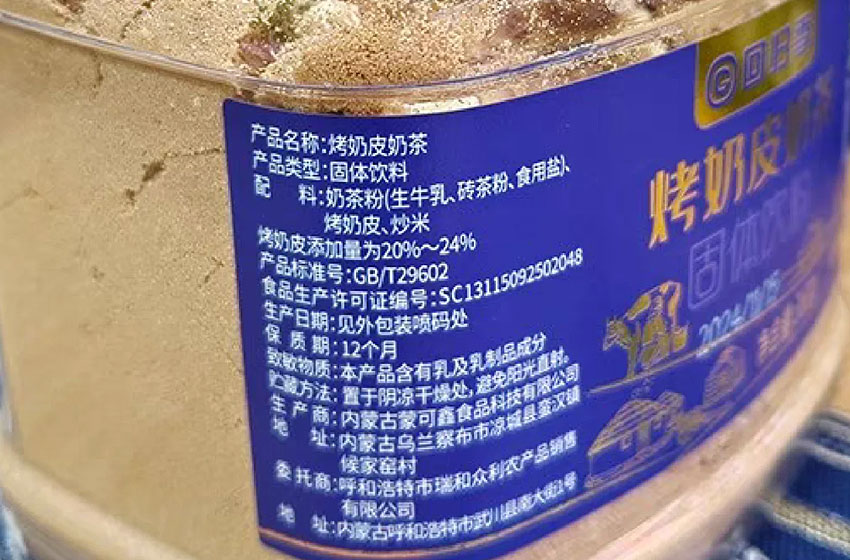 产品名称:烤奶皮奶茶
产品类型:固体饮料
配 料:奶茶粉(生牛乳、砖茶粉、食用盐)、
烤奶皮、炒米
烤奶皮添加量为20%~24%
产品标准号:GB/T29602
食品生产许可证编号:SC13115092502048
生产日期:见外包装喷码处
保 质 期:12个月
致敏物质:本产品含有乳及乳制品成分
贮藏方法:置于阴凉干燥处,避免阳光直射。
生 产 商:内蒙古蒙可鑫食品科技有限公司
地 址:内蒙古乌兰察布市凉城县蛮汉镇
候家窑村
委 托 商:呼和浩特市瑞和众利农产品销售
有限公司
地 址:内蒙古呼和浩特市武川县南大街1号
烤奶皮奶茶
固体饮料